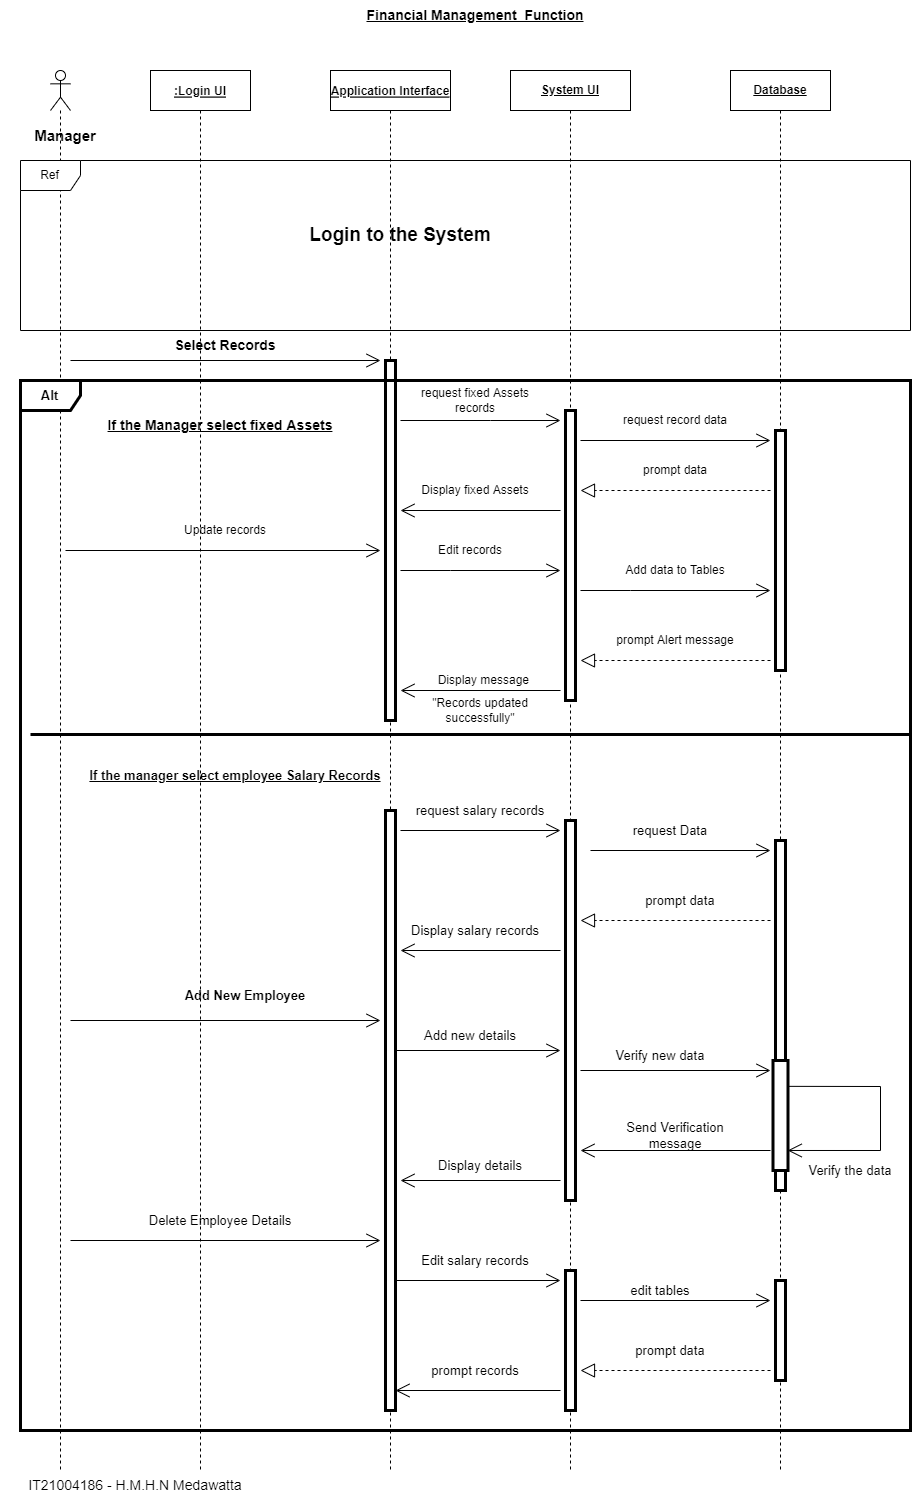 Financial Management  Function
:Login UI
Application Interface
System UI
Database
Manager
Ref
Login to the System
Select Records
Alt
If the Manager select fixed Assets
request fixed Assets
records
request record data
prompt data
Display fixed Assets
Update records
Edit records
Add data to Tables
prompt Alert message
Display message
"Records updated
successfully"
If the manager select employee Salary Records
request salary records
request Data
prompt data
Display salary records
Add New Employee
Add new details
Verify new data
Send Verification
message
Display details
Verify the data
Delete Employee Details
Edit salary records
edit tables
prompt data
prompt records
IT21004186 - H.M.H.N Medawatta